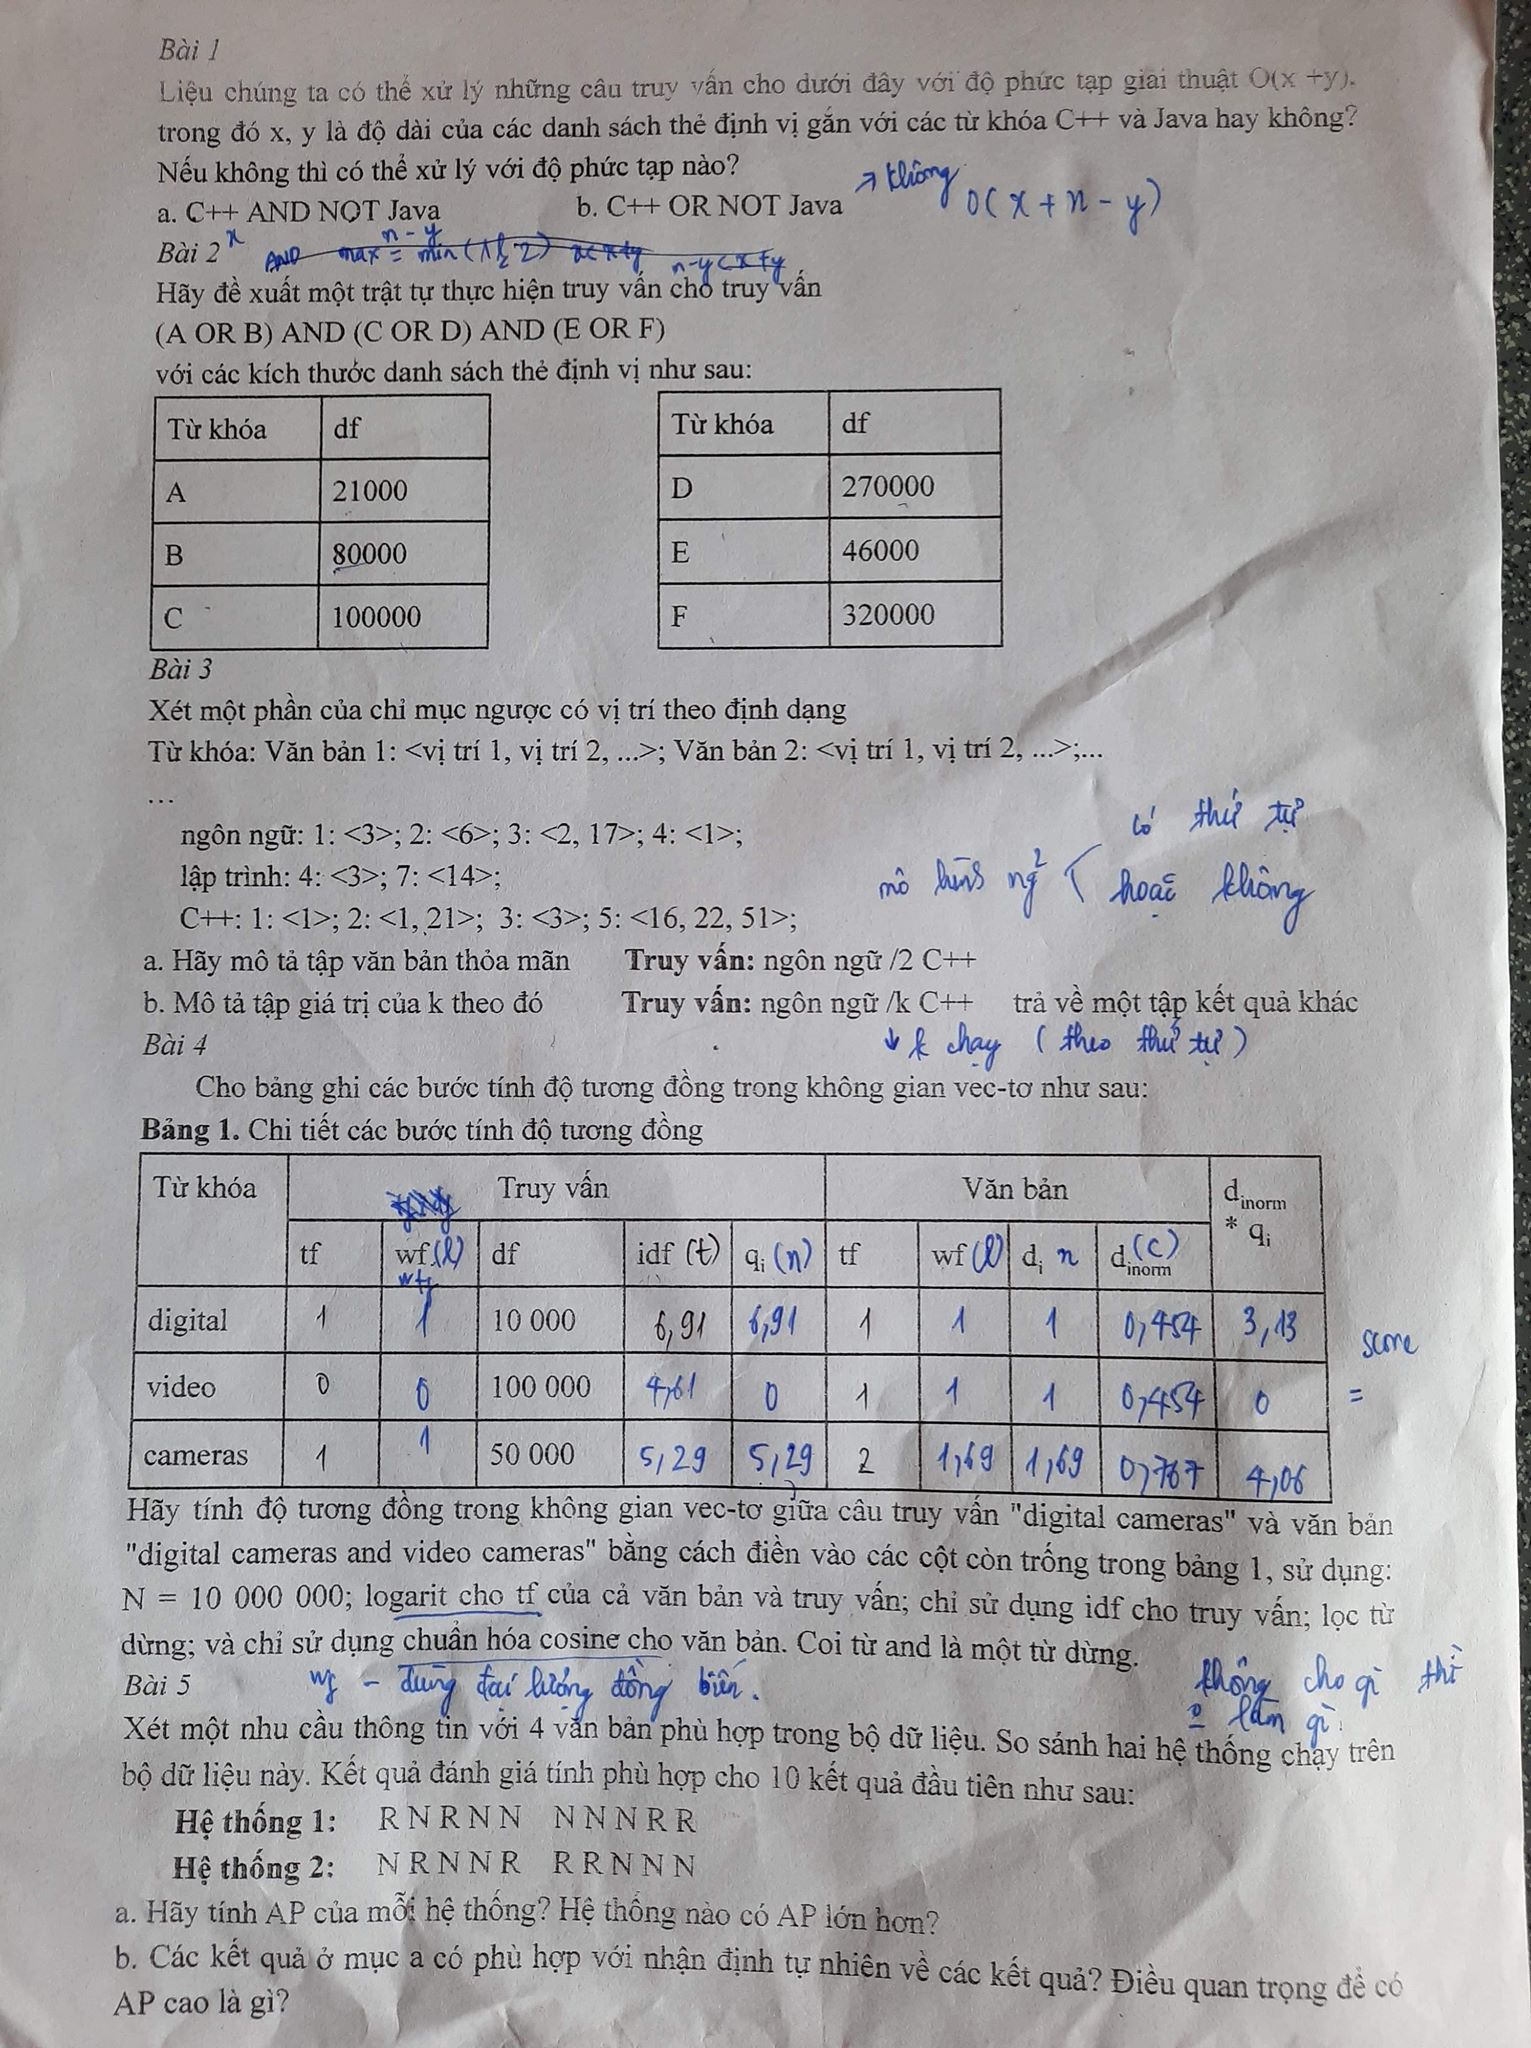 Bài 1
Liệu chúng ta có thể xử lý những câu truy vấn cho dưới đây với độ phức tạp giải thuật O(x +y).
trong đó x, y là độ dài của các danh sách thẻ định vị gắn với các từ khóa C++ và Java hay không?
Nếu không thì có thể xử lý với độ phức tạp nào?
→ không O(x + n - y)
a. C++ AND NOT Java b. C++ OR NOT Java
x n - y
Bài 2
AND max = min (1&2) x< x+y n-y<x+y
Hãy đề xuất một trật tự thực hiện truy vấn cho truy vấn
(A OR B) AND (C OR D) AND (E OR F)
với các kích thước danh sách thẻ định vị như sau:
Từ khóa df Từ khóa df
A 21000 D 270000
B 80000 E 46000
C 100000 F 320000
Bài 3
Xét một phần của chỉ mục ngược có vị trí theo định dạng
Từ khóa: Văn bản 1: <vị trí 1, vị trí 2, ...>; Văn bản 2: <vị trí 1, vị trí 2, ...>;...
...
ngôn ngữ: 1: <3>; 2: <6>; 3: <2, 17>; 4: <1>;
có thứ tự
lập trình: 4: <3>; 7: <14>;
mô hình ng² ( hoặc không
C++: 1: <1>; 2: <1, 21>; 3: <3>; 5: <16, 22, 51>;
a. Hãy mô tả tập văn bản thỏa mãn Truy vấn: ngôn ngữ /2 C++
b. Mô tả tập giá trị của k theo đó Truy vấn: ngôn ngữ /k C++ trả về một tập kết quả khác
↓ k chạy (theo thứ tự)
Bài 4
Cho bảng ghi các bước tính độ tương đồng trong không gian vec-tơ như sau:
Bảng 1. Chi tiết các bước tính độ tương đồng
Từ khóa Truy vấn Văn bản dinorm * qi
tf wf (l) df idf (t) qi (n) tf wf (l) di n dinorm (c)
digital 1 1 10 000 6,91 6,91 1 1 1 0,454 3,13
score
video 0 0 100 000 4,61 0 1 1 1 0,454 0 =
cameras 1 1 50 000 5,29 5,29 2 1,69 1,69 0,767 4,06
Hãy tính độ tương đồng trong không gian vec-tơ giữa câu truy vấn "digital cameras" và văn bản
"digital cameras and video cameras" bằng cách điền vào các cột còn trống trong bảng 1, sử dụng:
N = 10 000 000; logarit cho tf của cả văn bản và truy vấn; chỉ sử dụng idf cho truy vấn; lọc từ
dừng; và chỉ sử dụng chuẩn hóa cosine cho văn bản. Coi từ and là một từ dừng.
wf - dùng đại lượng đồng biến.
không cho gì thì
làm gì
Bài 5
Xét một nhu cầu thông tin với 4 văn bản phù hợp trong bộ dữ liệu. So sánh hai hệ thống chạy trên
bộ dữ liệu này. Kết quả đánh giá tính phù hợp cho 10 kết quả đầu tiên như sau:
Hệ thống 1: R N R N N N N N R R
Hệ thống 2: N R N N R R R N N N
a. Hãy tính AP của mỗi hệ thống? Hệ thống nào có AP lớn hơn?
b. Các kết quả ở mục a có phù hợp với nhận định tự nhiên về các kết quả? Điều quan trọng để có
AP cao là gì?